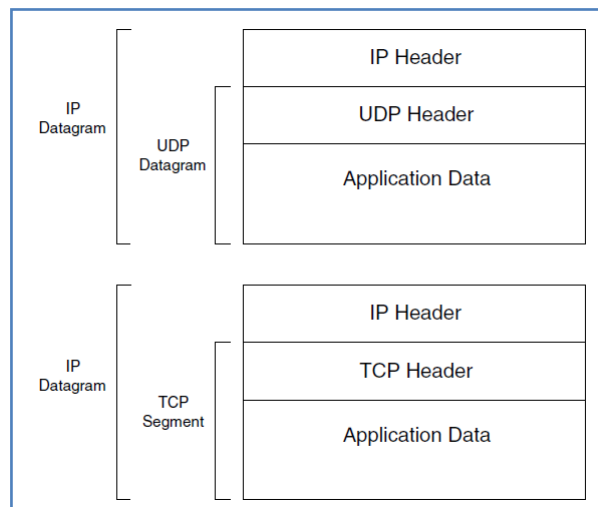 IP Header
IP
Datagram
UDP Header
UDP
Datagram
Application Data
IP Header
IP
Datagram
TCP Header
TCP
Segment
Application Data